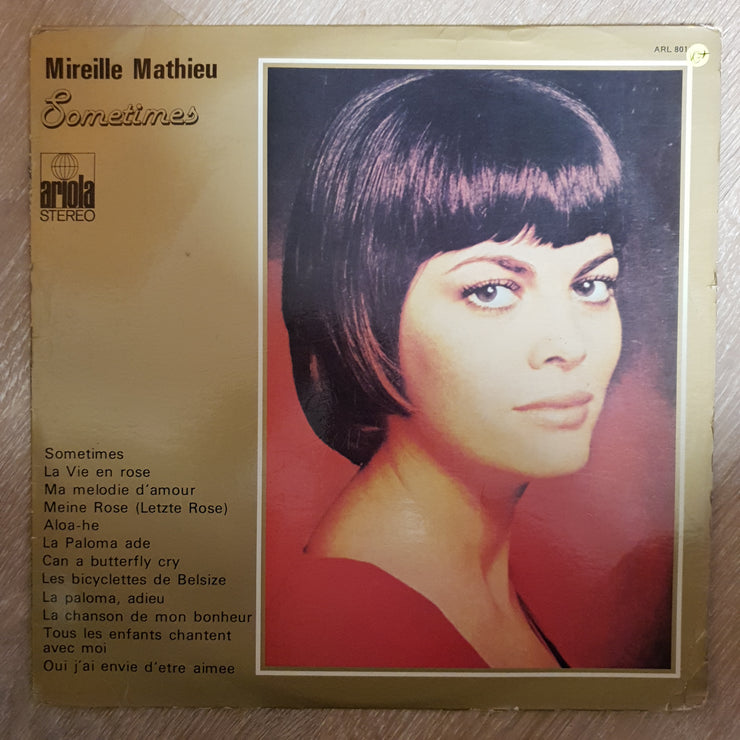 Mireille Mathieu
Sometimes
ARL 801
ariola
STEREO
Sometimes
La Vie en rose
Ma melodie d'amour
Meine Rose (Letzte Rose)
Aloa-he
La Paloma ade
Can a butterfly cry
Les bicyclettes de Belsize
La paloma, adieu
La chanson de mon bonheur
Tous les enfants chantent
avec moi
Oui j'ai envie d'etre aimee